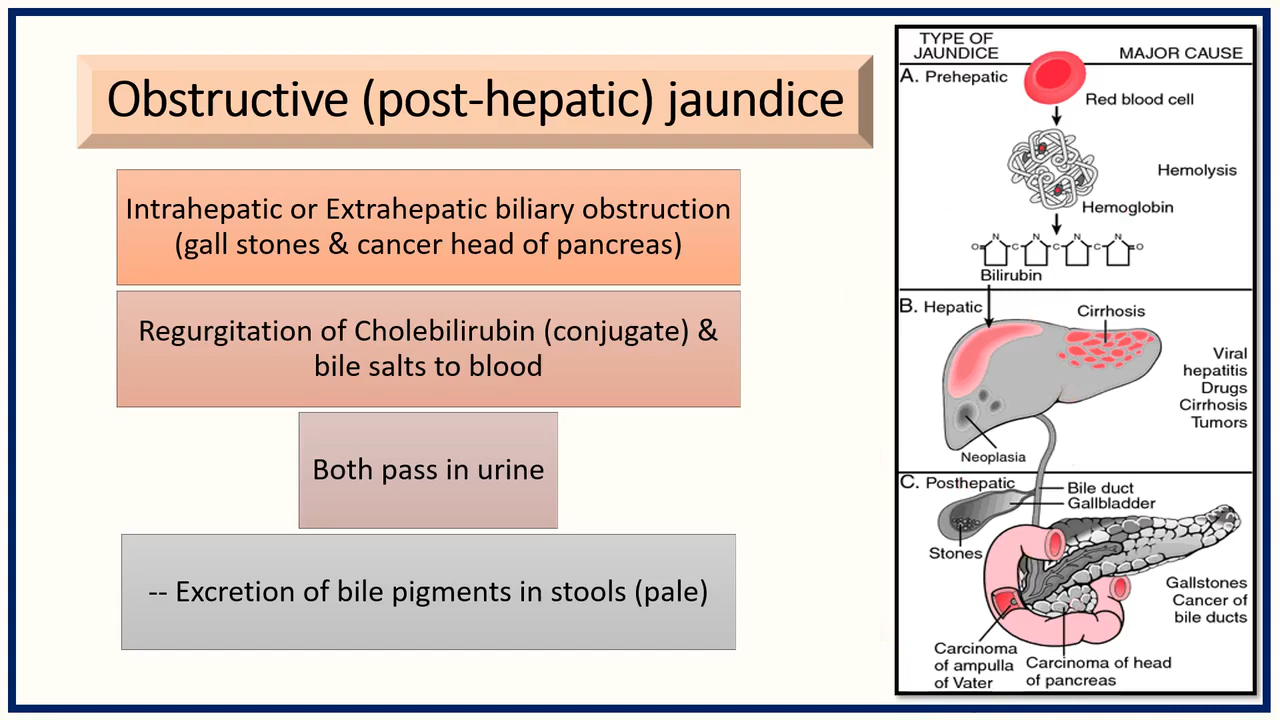 Obstructive (post-hepatic) jaundice
Intrahepatic or Extrahepatic biliary obstruction
(gall stones & cancer head of pancreas)
Regurgitation of Cholebilirubin (conjugate) &
bile salts to blood
Both pass in urine
-- Excretion of bile pigments in stools (pale)
TYPE OF
JAUNDICE
MAJOR CAUSE
A. Prehepatic
Red blood cell
Hemolysis
Hemoglobin
N N N N
O C C C O
Bilirubin
B. Hepatic
Cirrhosis
Viral
hepatitis
Drugs
Cirrhosis
Tumors
Neoplasia
C. Posthepatic
Bile duct
Gallbladder
Stones
Gallstones
Cancer of
bile ducts
Carcinoma
of ampulla
of Vater
Carcinoma of head
of pancreas